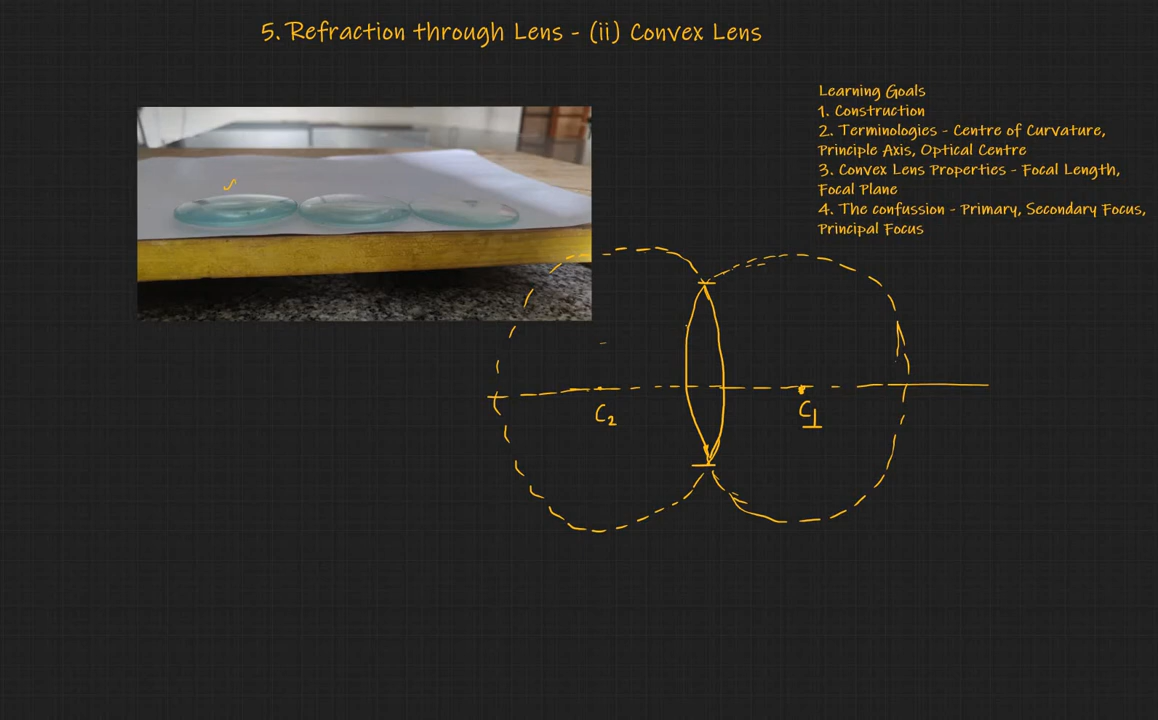 5. Refraction through Lens - (ii) Convex Lens
Learning Goals
1. Construction
2. Terminologies - Centre of Curvature,
Principle Axis, Optical Centre
3. Convex Lens Properties - Focal Length,
Focal Plane
4. The confussion - Primary, Secondary Focus,
Principal Focus
C₂
C₁